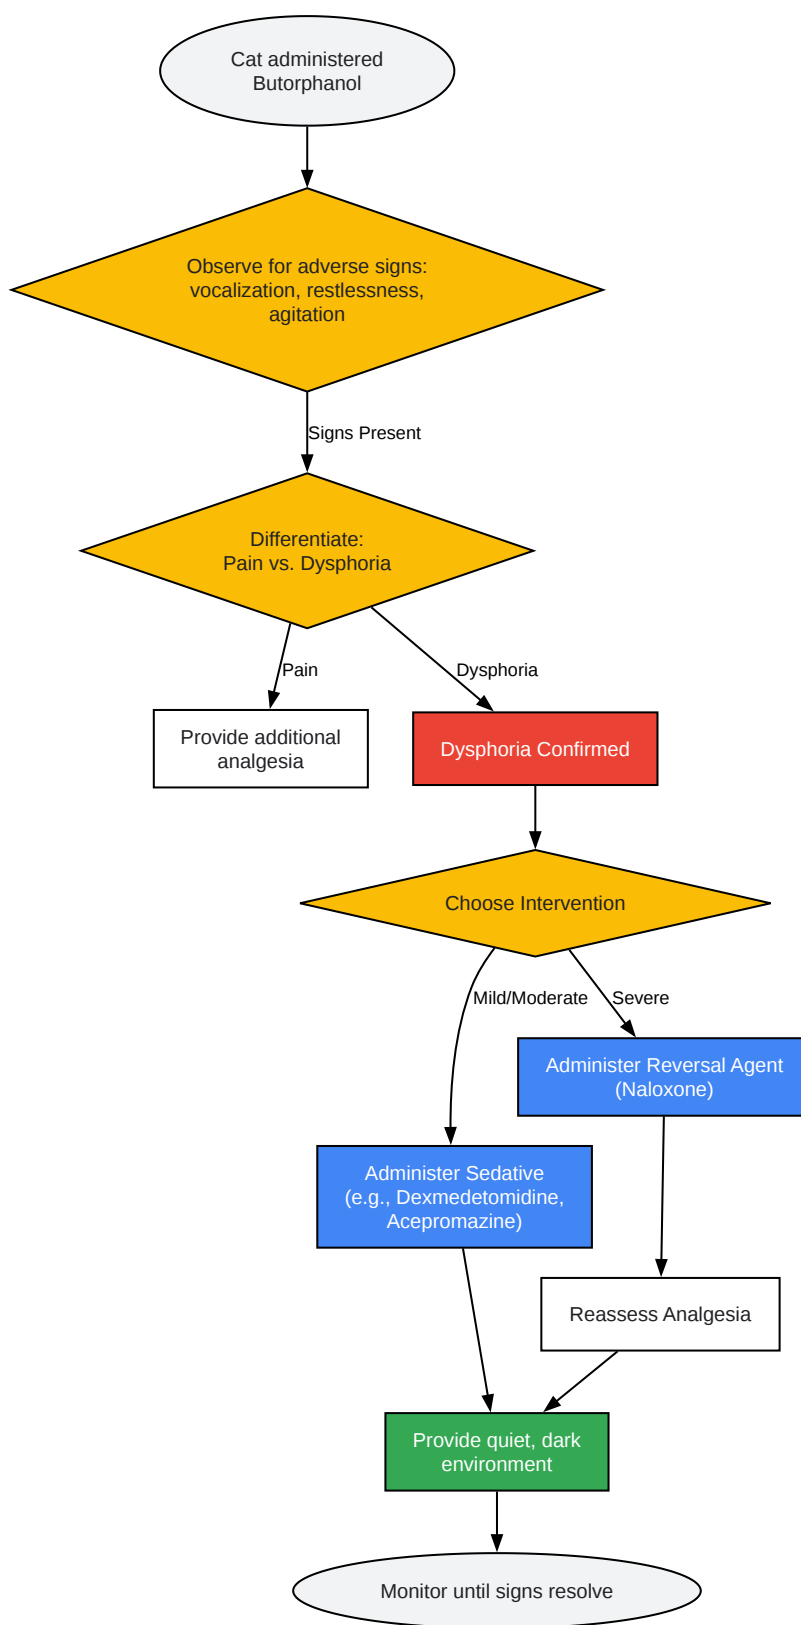 Cat administered
Butorphanol
Observe for adverse signs:
vocalization, restlessness,
agitation
Signs Present
Differentiate:
Pain vs. Dysphoria
Pain
Dysphoria
Provide additional
analgesia
Dysphoria Confirmed
Choose Intervention
Mild/Moderate
Severe
Administer Reversal Agent
(Naloxone)
Administer Sedative
(e.g., Dexmedetomidine,
Acepromazine)
Reassess Analgesia
Provide quiet, dark
environment
Monitor until signs resolve